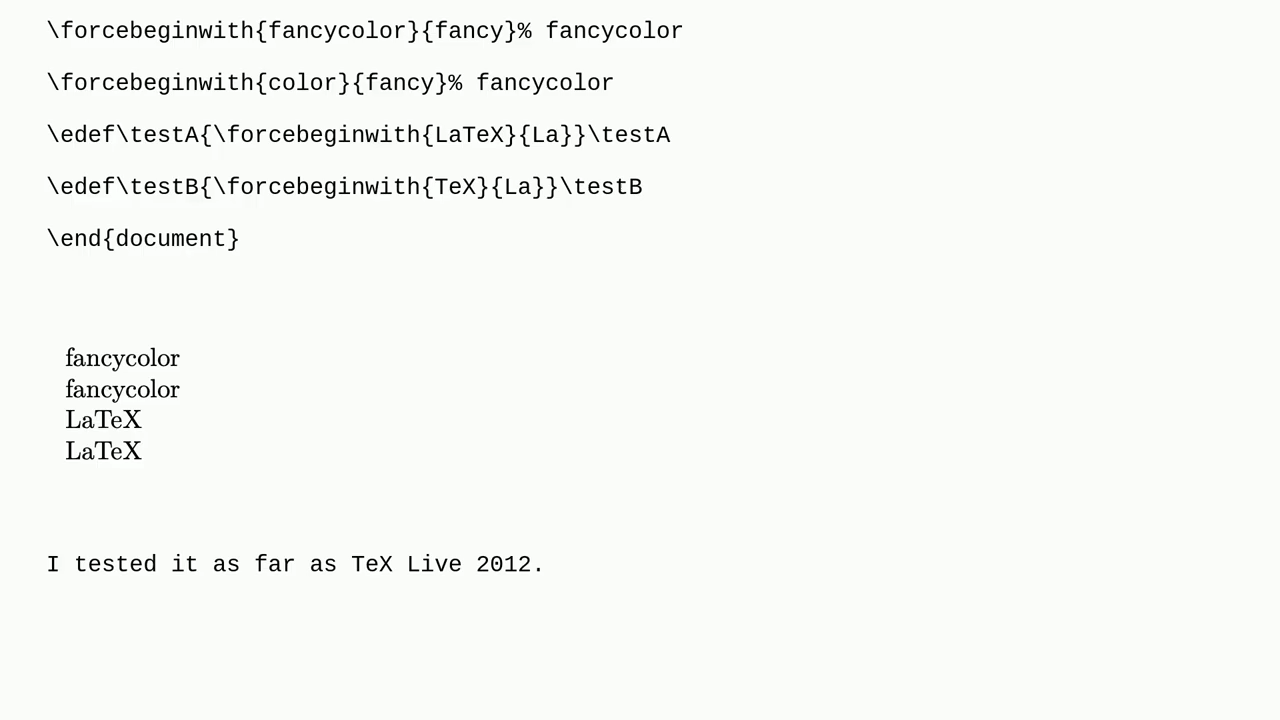 \forcebeginwith{fancycolor}{fancy}% fancycolor
\forcebeginwith{color}{fancy}% fancycolor
\edef\testA{\forcebeginwith{LaTeX}{La}}\testA
\edef\testB{\forcebeginwith{TeX}{La}}\testB
\end{document}
fancycolor
fancycolor
LaTeX
LaTeX
I tested it as far as TeX Live 2012.